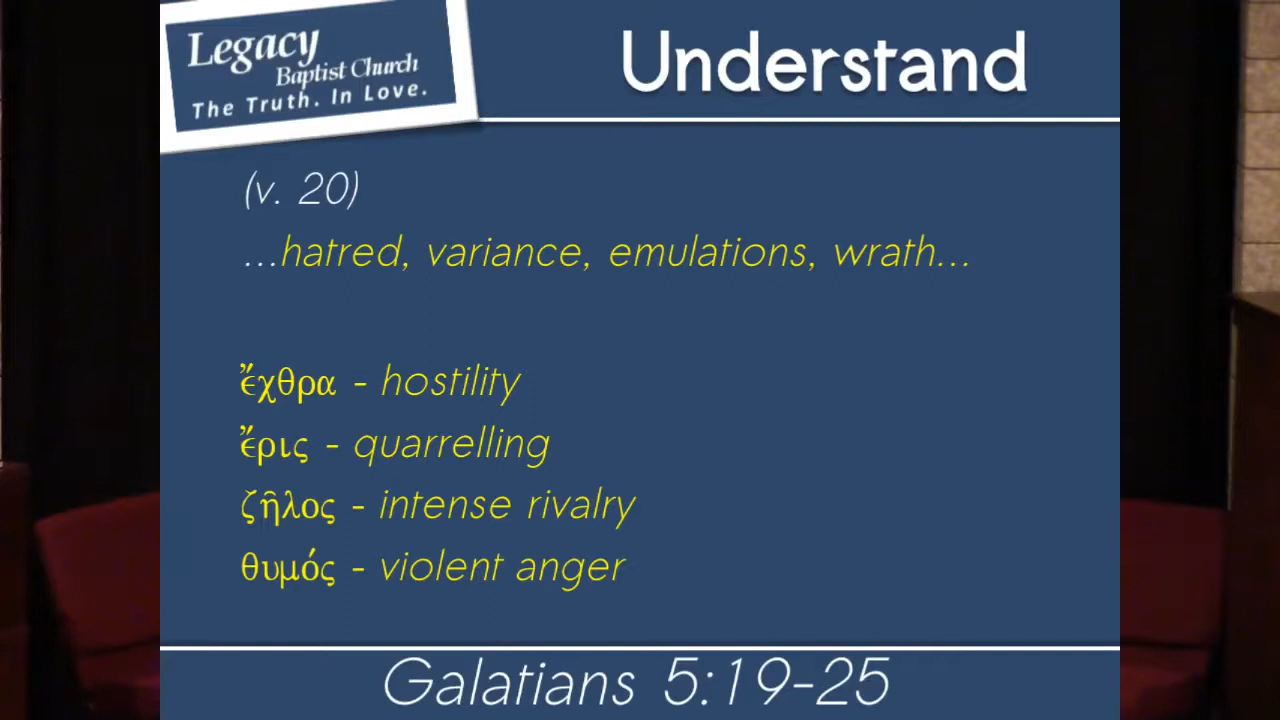 Legacy
Baptist Church
The Truth. In Love.
Understand
(v. 20)
...hatred, variance, emulations, wrath...
ἔχθρα - hostility
ἔρις - quarrelling
ζῆλος - intense rivalry
θυμός - violent anger
Galatians 5:19-25